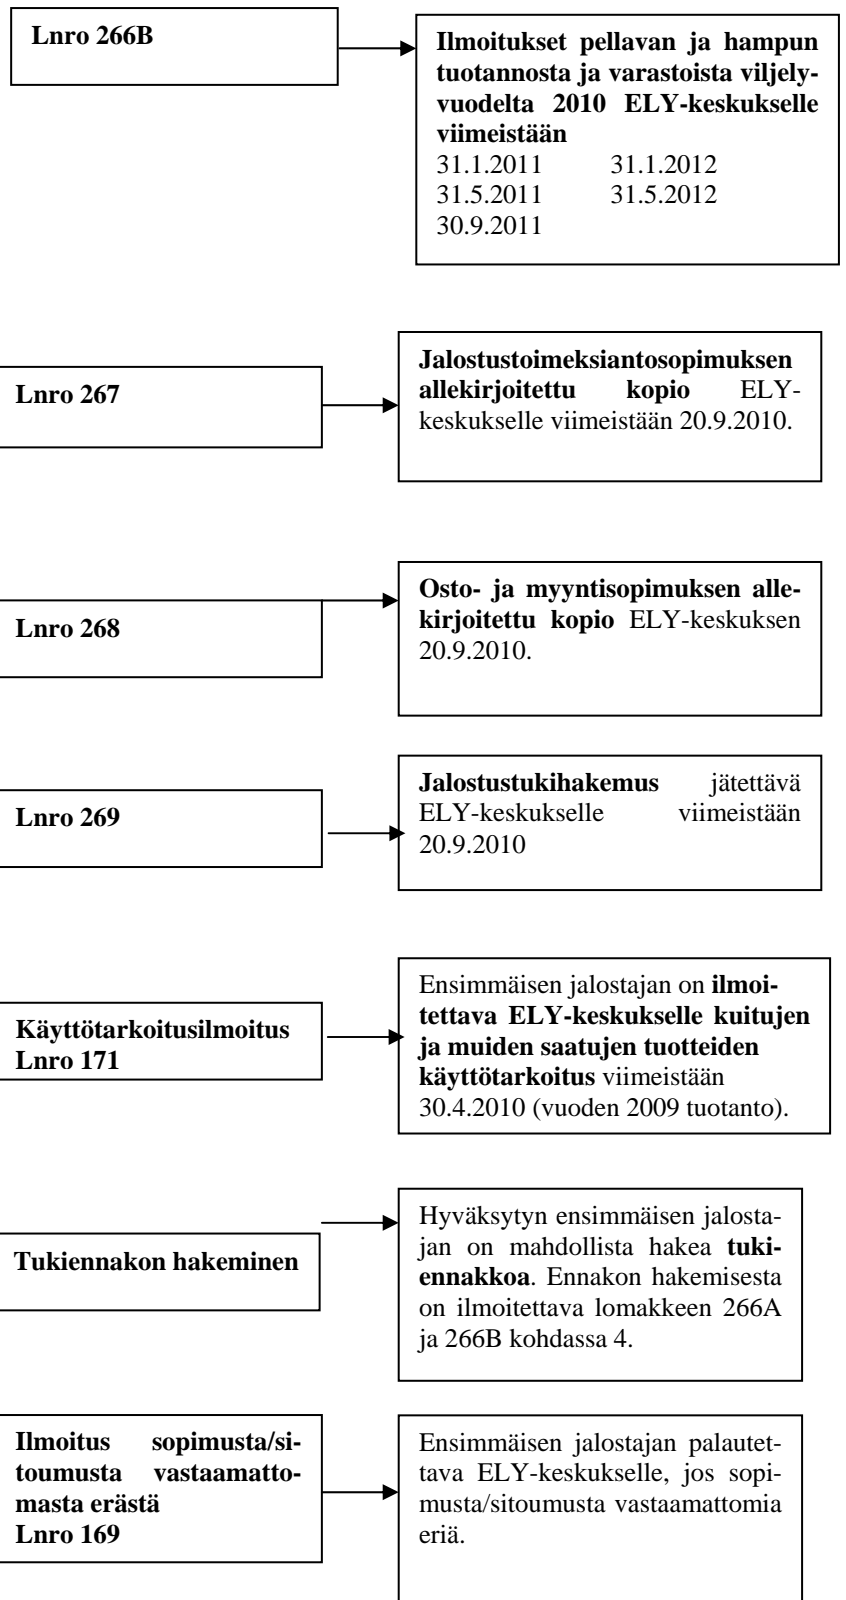 Lnro 266B
Ilmoitukset pellavan ja hampun
tuotannosta ja varastoista viljely-
vuodelta 2010 ELY-keskukselle
viimeistään
31.1.2011 31.1.2012
31.5.2011 31.5.2012
30.9.2011
Lnro 267
Jalostustoimeksiantosopimuksen
allekirjoitettu kopio ELY-
keskukselle viimeistään 20.9.2010.
Lnro 268
Osto- ja myyntisopimuksen alle-
kirjoitettu kopio ELY-keskuksen
20.9.2010.
Lnro 269
Jalostustukihakemus jätettävä
ELY-keskukselle viimeistään
20.9.2010
Käyttötarkoitusilmoitus
Lnro 171
Ensimmäisen jalostajan on ilmoi-
tettava ELY-keskukselle kuitujen
ja muiden saatujen tuotteiden
käyttötarkoitus viimeistään
30.4.2010 (vuoden 2009 tuotanto).
Tukiennakon hakeminen
Hyväksytyn ensimmäisen jalosta-
jan on mahdollista hakea tuki-
ennakkoa. Ennakon hakemisesta
on ilmoitettava lomakkeen 266A
ja 266B kohdassa 4.
Ilmoitus sopimusta/si-
toumusta vastaamatto-
masta erästä
Lnro 169
Ensimmäisen jalostajan palautet-
tava ELY-keskukselle, jos sopi-
musta/sitoumusta vastaamattomia
eriä.